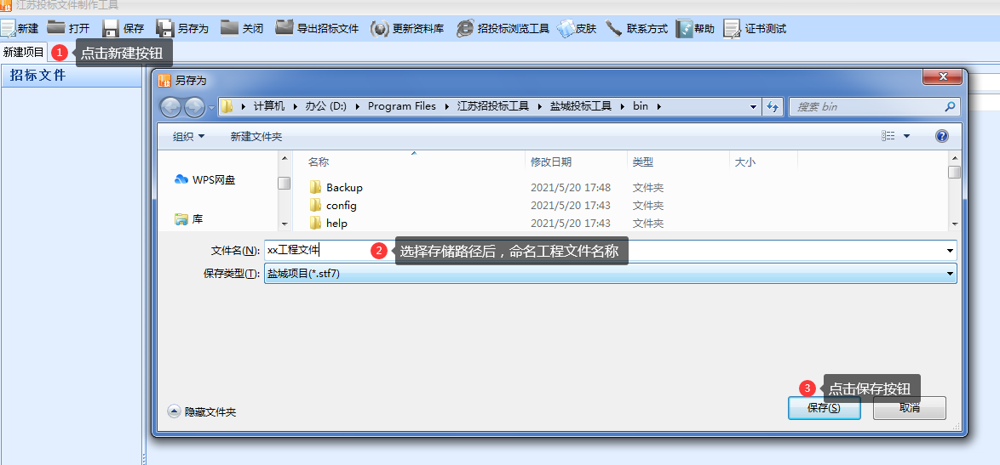 江苏投标文件制作工具
新建 打开 保存 另存为 关闭 导出招标文件 更新资料库 招投标浏览工具 皮肤 联系方式 帮助 证书测试
新建项目 1 点击新建按钮
招标文件
另存为
计算机 办公 (D:) Program Files 江苏招投标工具 盐城投标工具 bin 搜索 bin
组织 新建文件夹
名称 修改日期 类型 大小
WPS网盘
Backup 2021/5/20 17:48 文件夹
config 2021/5/20 17:43 文件夹
库
help 2021/5/20 17:43 文件夹
文件名(N): xx工程文件 2 选择存储路径后，命名工程文件名称
保存类型(T): 盐城项目(*.stf7)
3 点击保存按钮
隐藏文件夹 保存(S) 取消